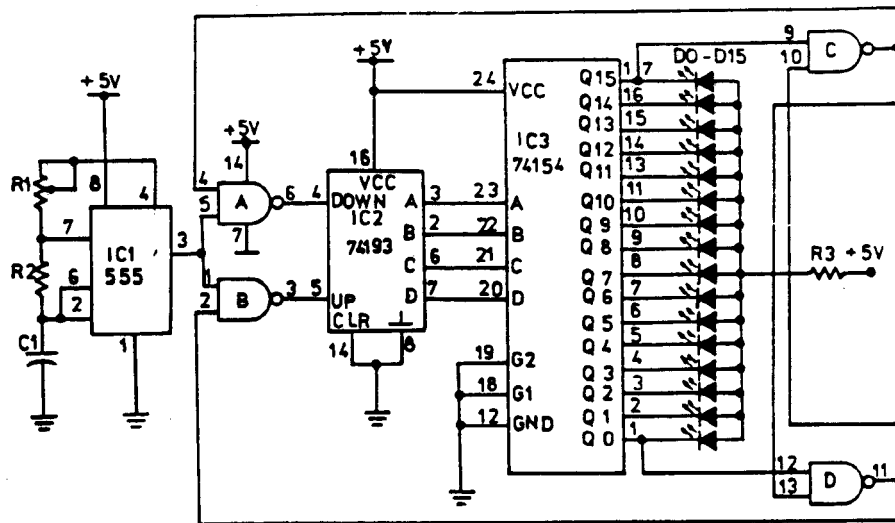 +5V
R1
8
4
7
R2
6
2
IC1
555
3
1
C1
+5V
14
4
5
A
6
7
1
2
B
3
+5V
16
VCC
4
DOWN
IC2
74193
5
UP
CLR
14
8
A
3
B
2
C
6
D
7
24
VCC
IC3
74154
23
A
22
B
21
C
20
D
19
G2
18
G1
12
GND
Q15
1 7
Q14
16
Q13
15
Q12
14
Q11
13
Q10
11
Q9
10
Q8
9
Q7
8
Q6
7
Q5
6
Q4
5
Q3
4
Q2
3
Q1
2
Q0
1
D0-D15
R3
+5V
9
10
C
12
13
D
11